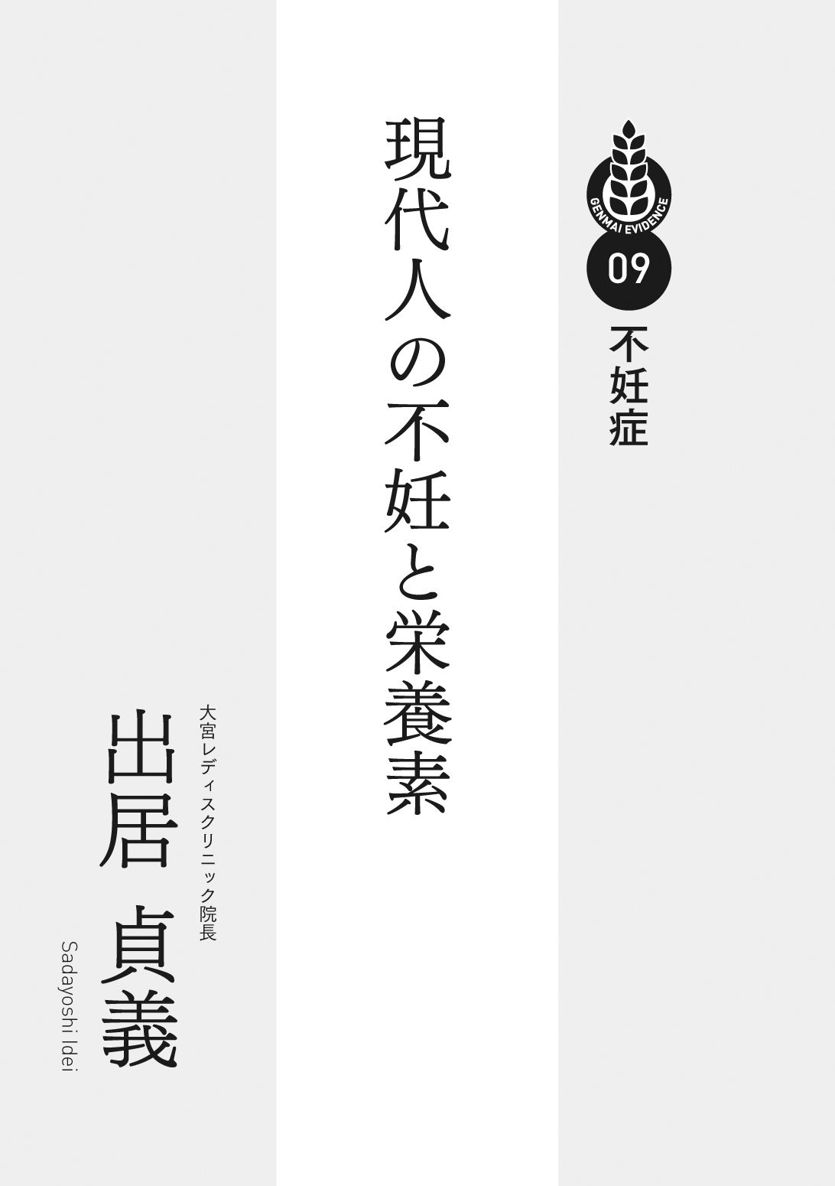 GENMAI EVIDENCE
09
不妊症
現代人の不妊と栄養素
大宮レディスクリニック院長
出居 貞義
Sadayoshi Idei